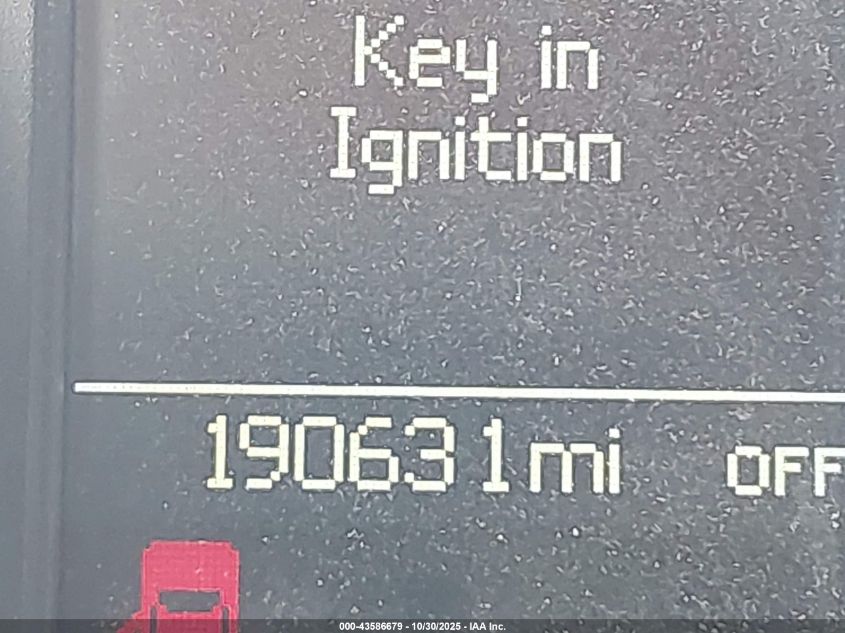 Key in
Ignition
190631mi OFF
000-43586679 - 10/30/2025 - IAA Inc.